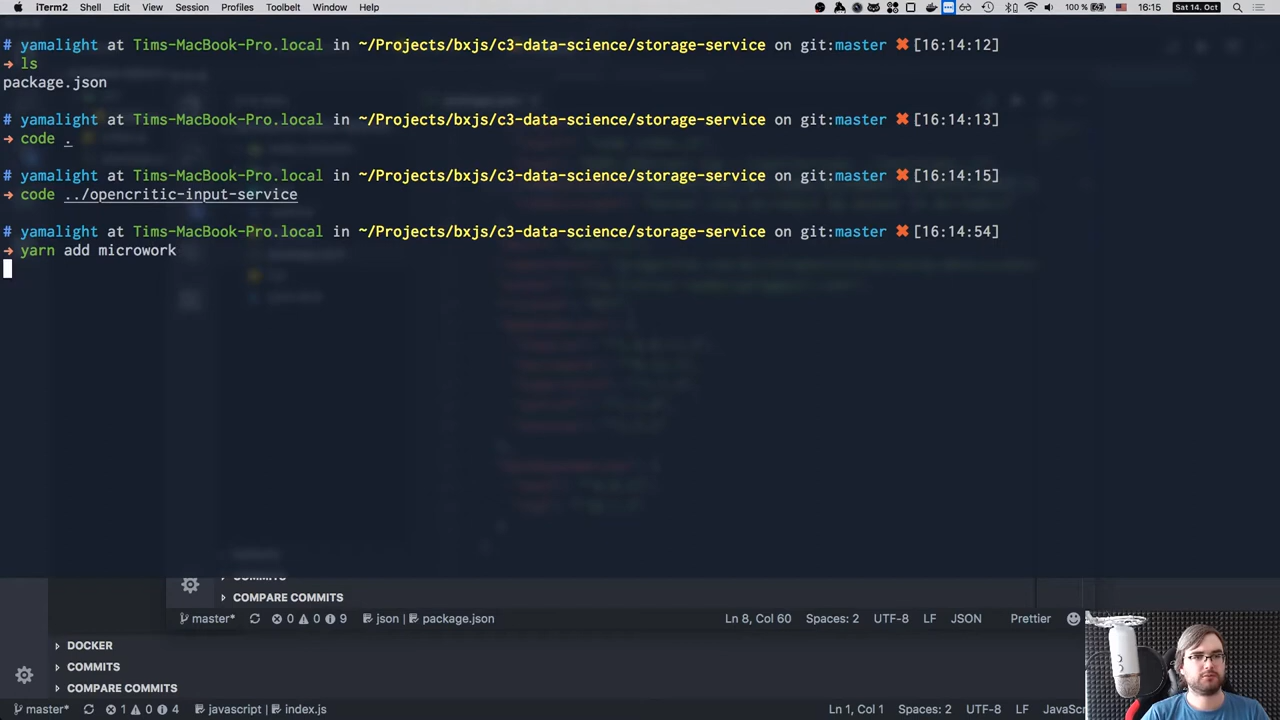 iTerm2 Shell Edit View Session Profiles Toolbelt Window Help 100 % Sat 14. Oct 16:15
# yamalight at Tims-MacBook-Pro.local in ~/Projects/bxjs/c3-data-science/storage-service on git:master ✖ [16:14:12]
→ ls
package.json
# yamalight at Tims-MacBook-Pro.local in ~/Projects/bxjs/c3-data-science/storage-service on git:master ✖ [16:14:13]
→ code .
# yamalight at Tims-MacBook-Pro.local in ~/Projects/bxjs/c3-data-science/storage-service on git:master ✖ [16:14:15]
→ code ../opencritic-input-service
# yamalight at Tims-MacBook-Pro.local in ~/Projects/bxjs/c3-data-science/storage-service on git:master ✖ [16:14:54]
→ yarn add microwork
COMMITS
COMPARE COMMITS
master* 0 0 9 json package.json Ln 8, Col 60 Spaces: 2 UTF-8 LF JSON Prettier
DOCKER
COMMITS
COMPARE COMMITS
master* 1 0 4 javascript index.js Ln 1, Col 1 Spaces: 2 UTF-8 LF JavaScr